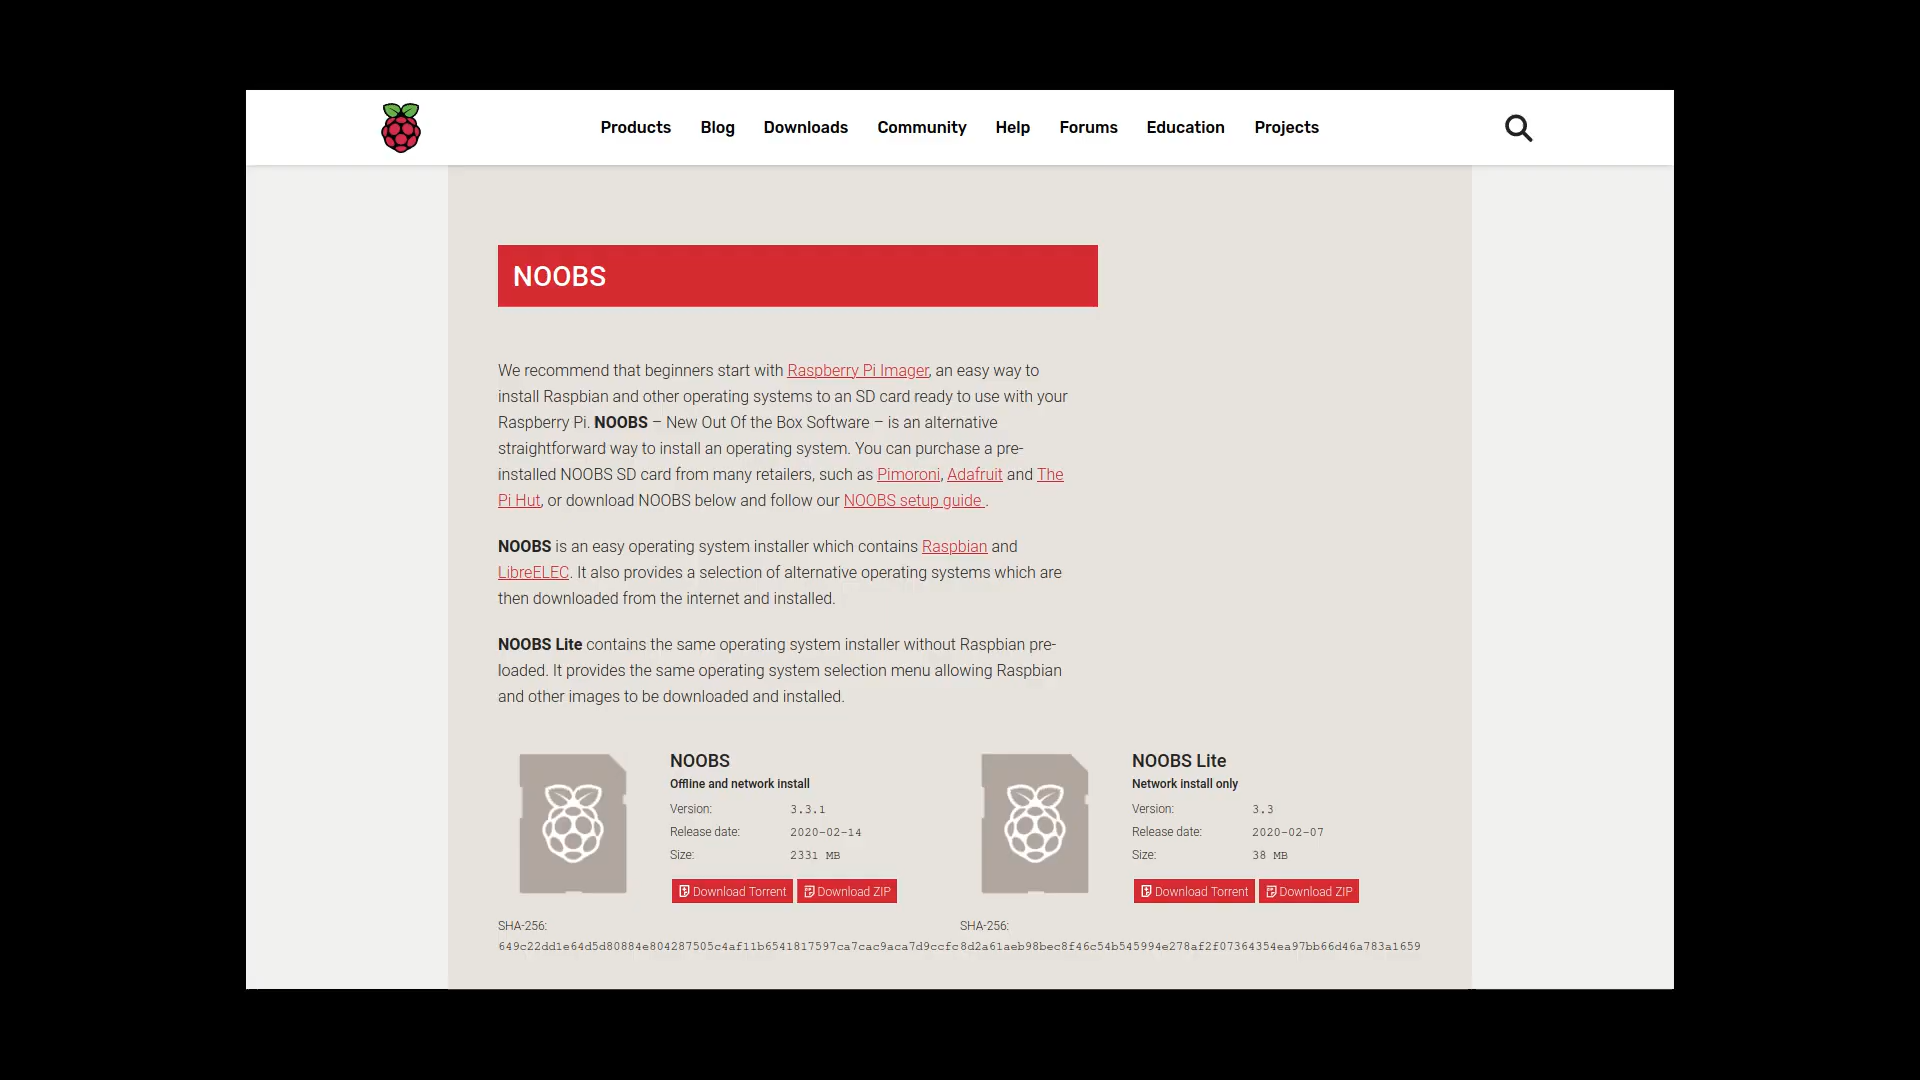 Products Blog Downloads Community Help Forums Education Projects
NOOBS
We recommend that beginners start with Raspberry Pi Imager, an easy way to
install Raspbian and other operating systems to an SD card ready to use with your
Raspberry Pi. NOOBS – New Out Of the Box Software – is an alternative
straightforward way to install an operating system. You can purchase a pre-
installed NOOBS SD card from many retailers, such as Pimoroni, Adafruit and The
Pi Hut, or download NOOBS below and follow our NOOBS setup guide .
NOOBS is an easy operating system installer which contains Raspbian and
LibreELEC. It also provides a selection of alternative operating systems which are
then downloaded from the internet and installed.
NOOBS Lite contains the same operating system installer without Raspbian pre-
loaded. It provides the same operating system selection menu allowing Raspbian
and other images to be downloaded and installed.
NOOBS
Offline and network install
Version: 3.3.1
Release date: 2020-02-14
Size: 2331 MB
Download Torrent Download ZIP
SHA-256:
649c22dd1e64d5d80884e804287505c4af11b6541817597ca7cac9aca7d9ccfc
NOOBS Lite
Network install only
Version: 3.3
Release date: 2020-02-07
Size: 38 MB
Download Torrent Download ZIP
SHA-256:
8d2a61aeb98bec8f46c54b545994e278af2f07364354ea97bb66d46a783a1659